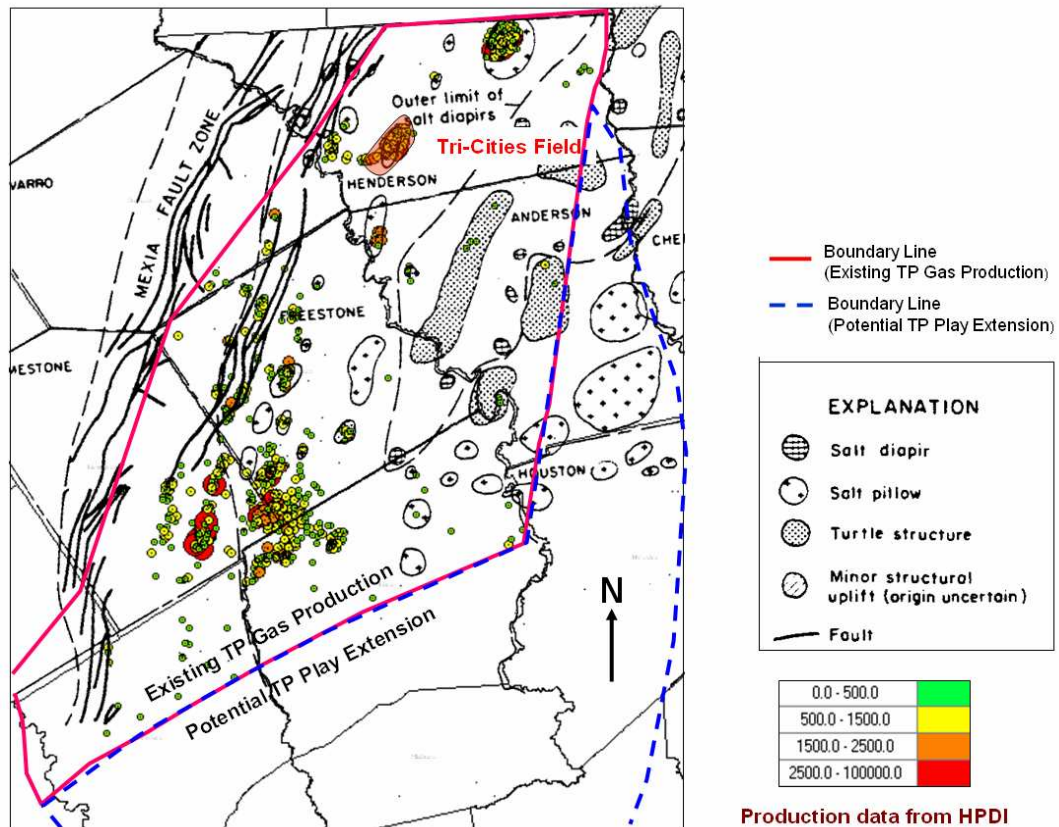 Outer limit of
salt diapirs
Tri-Cities Field
MEXIA FAULT ZONE
VARRO
HENDERSON
ANDERSON
CHE
FREESTONE
MESTONE
HOUSTON
Existing TP Gas Production
Potential TP Play Extension
N
Boundary Line
(Existing TP Gas Production)
Boundary Line
(Potential TP Play Extension)
EXPLANATION
Salt diapir
Salt pillow
Turtle structure
Minor structural
uplift (origin uncertain)
Fault
0.0 - 500.0
500.0 - 1500.0
1500.0 - 2500.0
2500.0 - 100000.0
Production data from HPDI